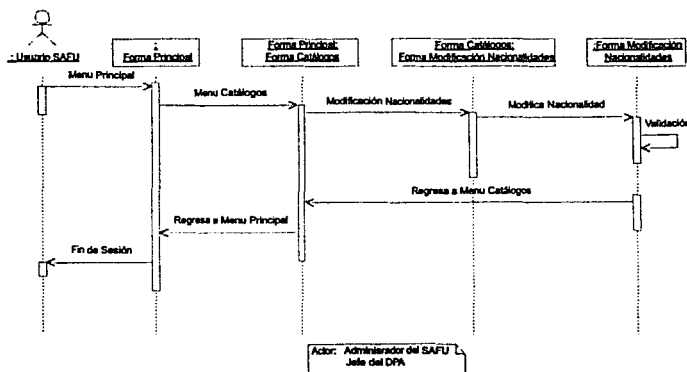 : Usuario SAFU
:
Forma Principal
Forma Principal:
Forma Catálogos
Forma Catálogos:
Forma Modificación Nacionalidades
:Forma Modificación
Nacionalidades
Menu Principal
Menu Catálogos
Modificación Nacionalidades
Modifica Nacionalidad
Validación
Regresa a Menu Catálogos
Regresa a Menu Principal
Fin de Sesión
Actor: Administrador del SAFU
Jefe del DPA